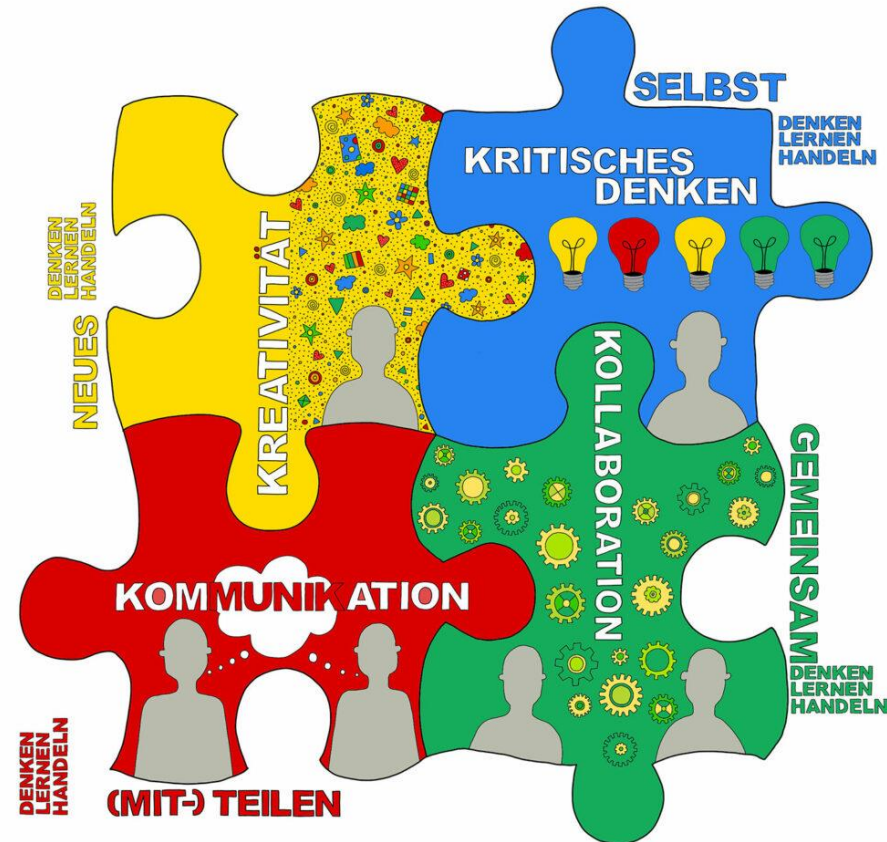 SELBST
DENKEN
LERNEN
HANDELN
KRITISCHES
DENKEN
NEUES
DENKEN
LERNEN
HANDELN
KREATIVITÄT
KOLLABORATION
GEMEINSAM
DENKEN
LERNEN
HANDELN
KOMMUNIKATION
DENKEN
LERNEN
HANDELN
(MIT-) TEILEN